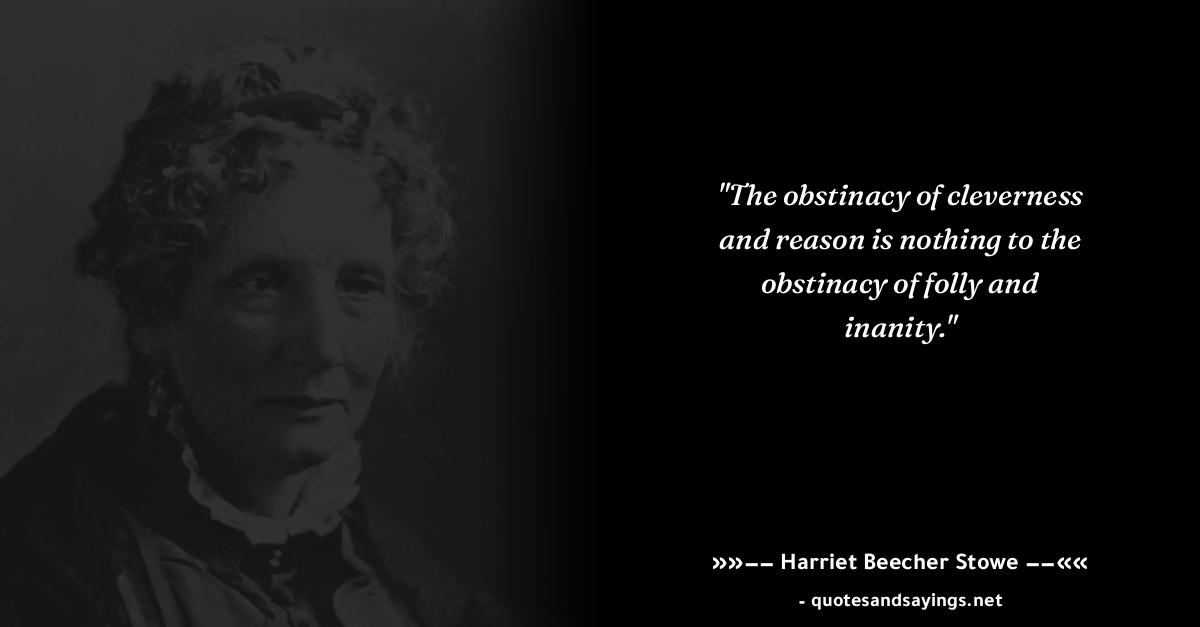 "The obstinacy of cleverness
and reason is nothing to the
obstinacy of folly and
inanity."
»»−− Harriet Beecher Stowe −−««
- quotesandsayings.net